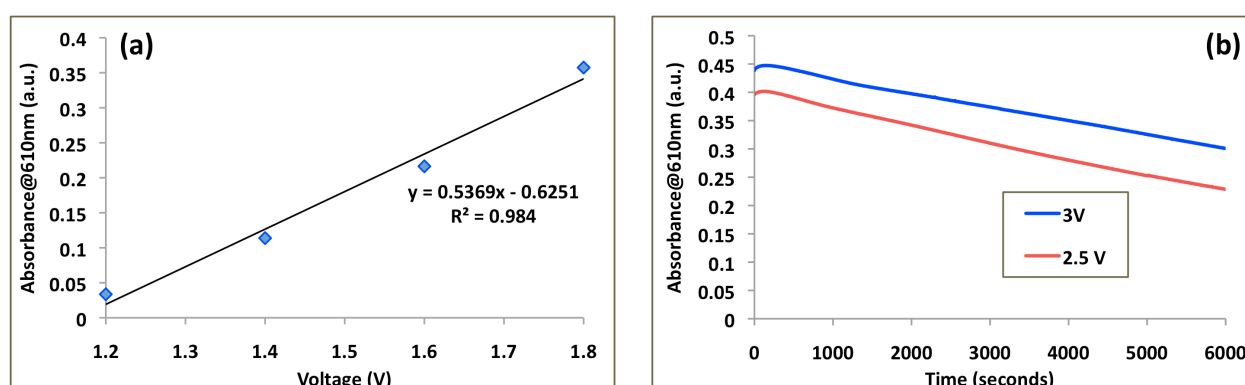 (a)
Absorbance@610nm (a.u.)
0.4
0.35
0.3
0.25
0.2
0.15
0.1
0.05
0
y = 0.5369x - 0.6251
R² = 0.984
1.2 1.3 1.4 1.5 1.6 1.7 1.8
Voltage (V)
(b)
Absorbance@610nm (a.u.)
0.5
0.45
0.4
0.35
0.3
0.25
0.2
0.15
0.1
0.05
0
3V
2.5 V
0 1000 2000 3000 4000 5000 6000
Time (seconds)